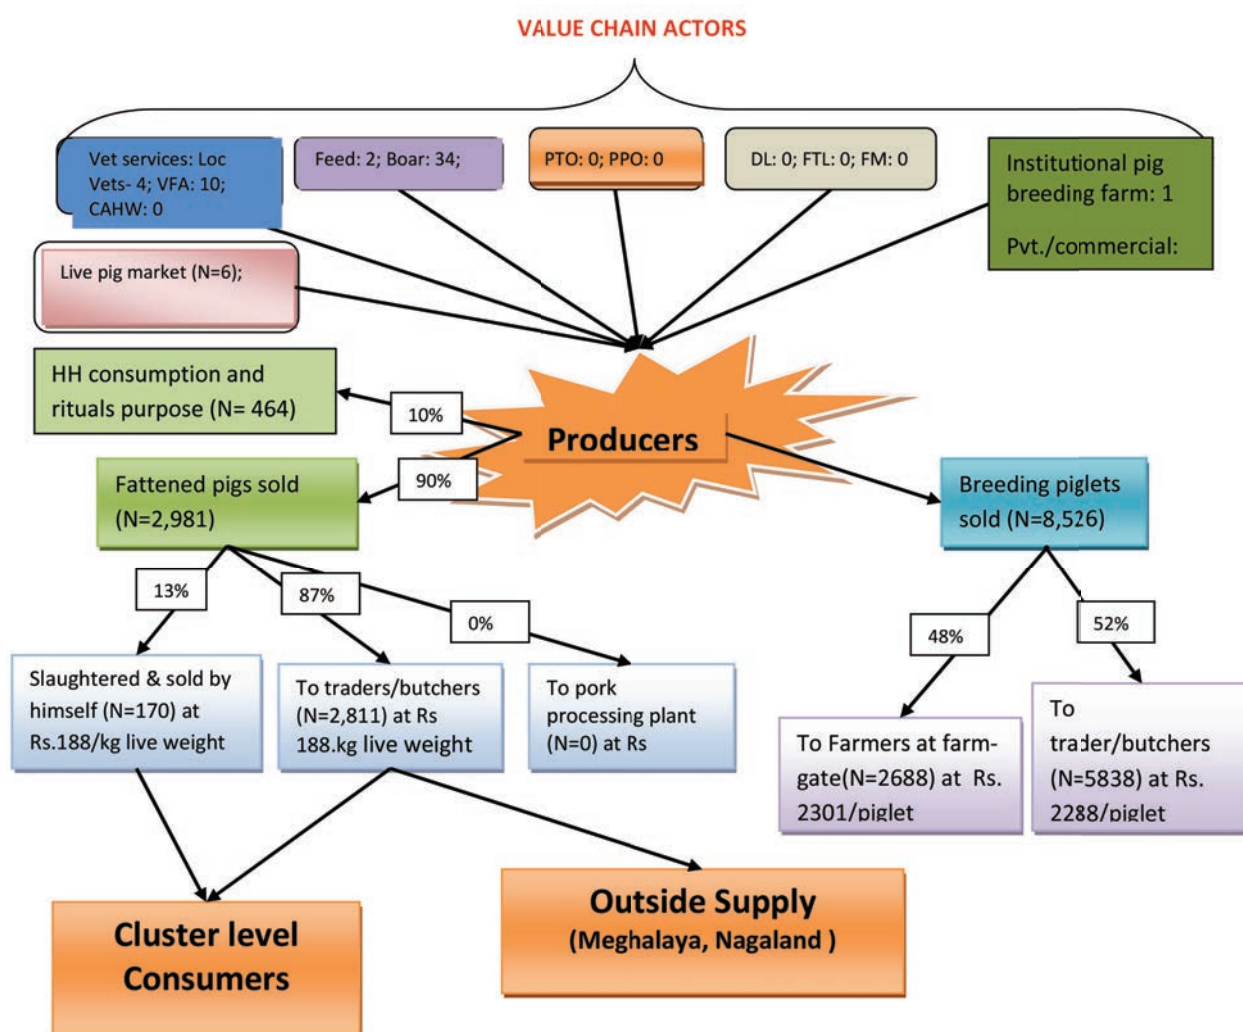 VALUE CHAIN ACTORS
Vet services: Loc
Vets- 4; VFA: 10;
CAHW: 0
Feed: 2; Boar: 34;
PTO: 0; PPO: 0
DL: 0; FTL: 0; FM: 0
Institutional pig
breeding farm: 1
Pvt./commercial:
Live pig market (N=6);
HH consumption and
rituals purpose (N= 464)
10%
Producers
90%
Fattened pigs sold
(N=2,981)
Breeding piglets
sold (N=8,526)
13%
87%
0%
48%
52%
Slaughtered & sold by
himself (N=170) at
Rs.188/kg live weight
To traders/butchers
(N=2,811) at Rs
188.kg live weight
To pork
processing plant
(N=0) at Rs
To Farmers at farm-
gate(N=2688) at Rs.
2301/piglet
To
trader/butchers
(N=5838) at Rs.
2288/piglet
Cluster level
Consumers
Outside Supply
(Meghalaya, Nagaland )